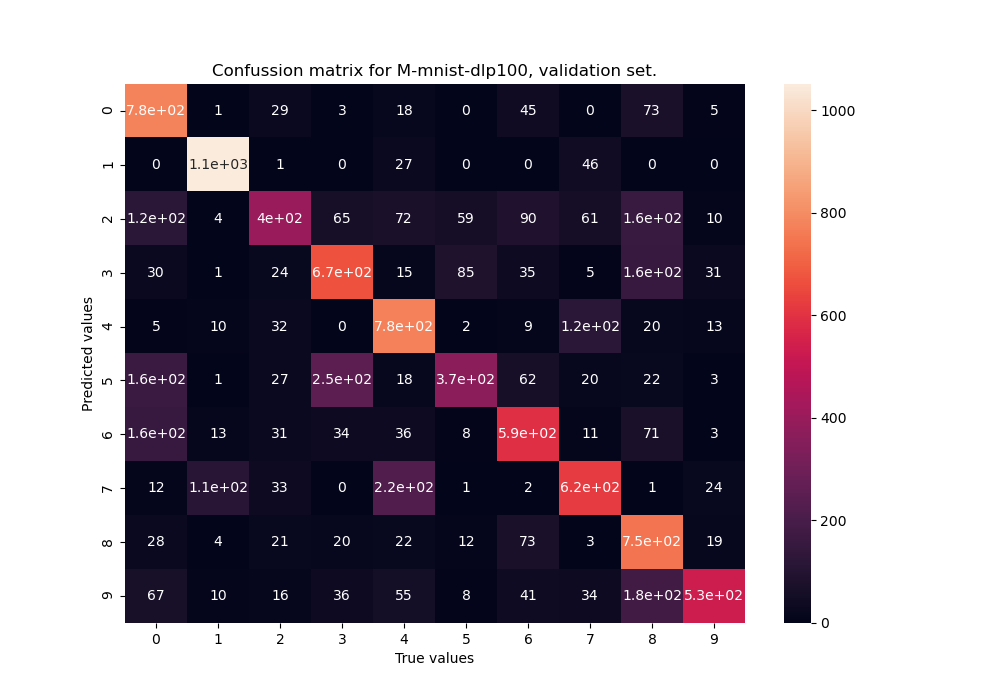 Confussion matrix for M-mnist-dlp100, validation set.
Predicted values
0 7.8e+02 1 29 3 18 0 45 0 73 5
1 0 1.1e+03 1 0 27 0 0 46 0 0
2 1.2e+02 4 4e+02 65 72 59 90 61 1.6e+02 10
3 30 1 24 6.7e+02 15 85 35 5 1.6e+02 31
4 5 10 32 0 7.8e+02 2 9 1.2e+02 20 13
5 1.6e+02 1 27 2.5e+02 18 3.7e+02 62 20 22 3
6 1.6e+02 13 31 34 36 8 5.9e+02 11 71 3
7 12 1.1e+02 33 0 2.2e+02 1 2 6.2e+02 1 24
8 28 4 21 20 22 12 73 3 7.5e+02 19
9 67 10 16 36 55 8 41 34 1.8e+02 5.3e+02
0 1 2 3 4 5 6 7 8 9
True values
1000
800
600
400
200
0